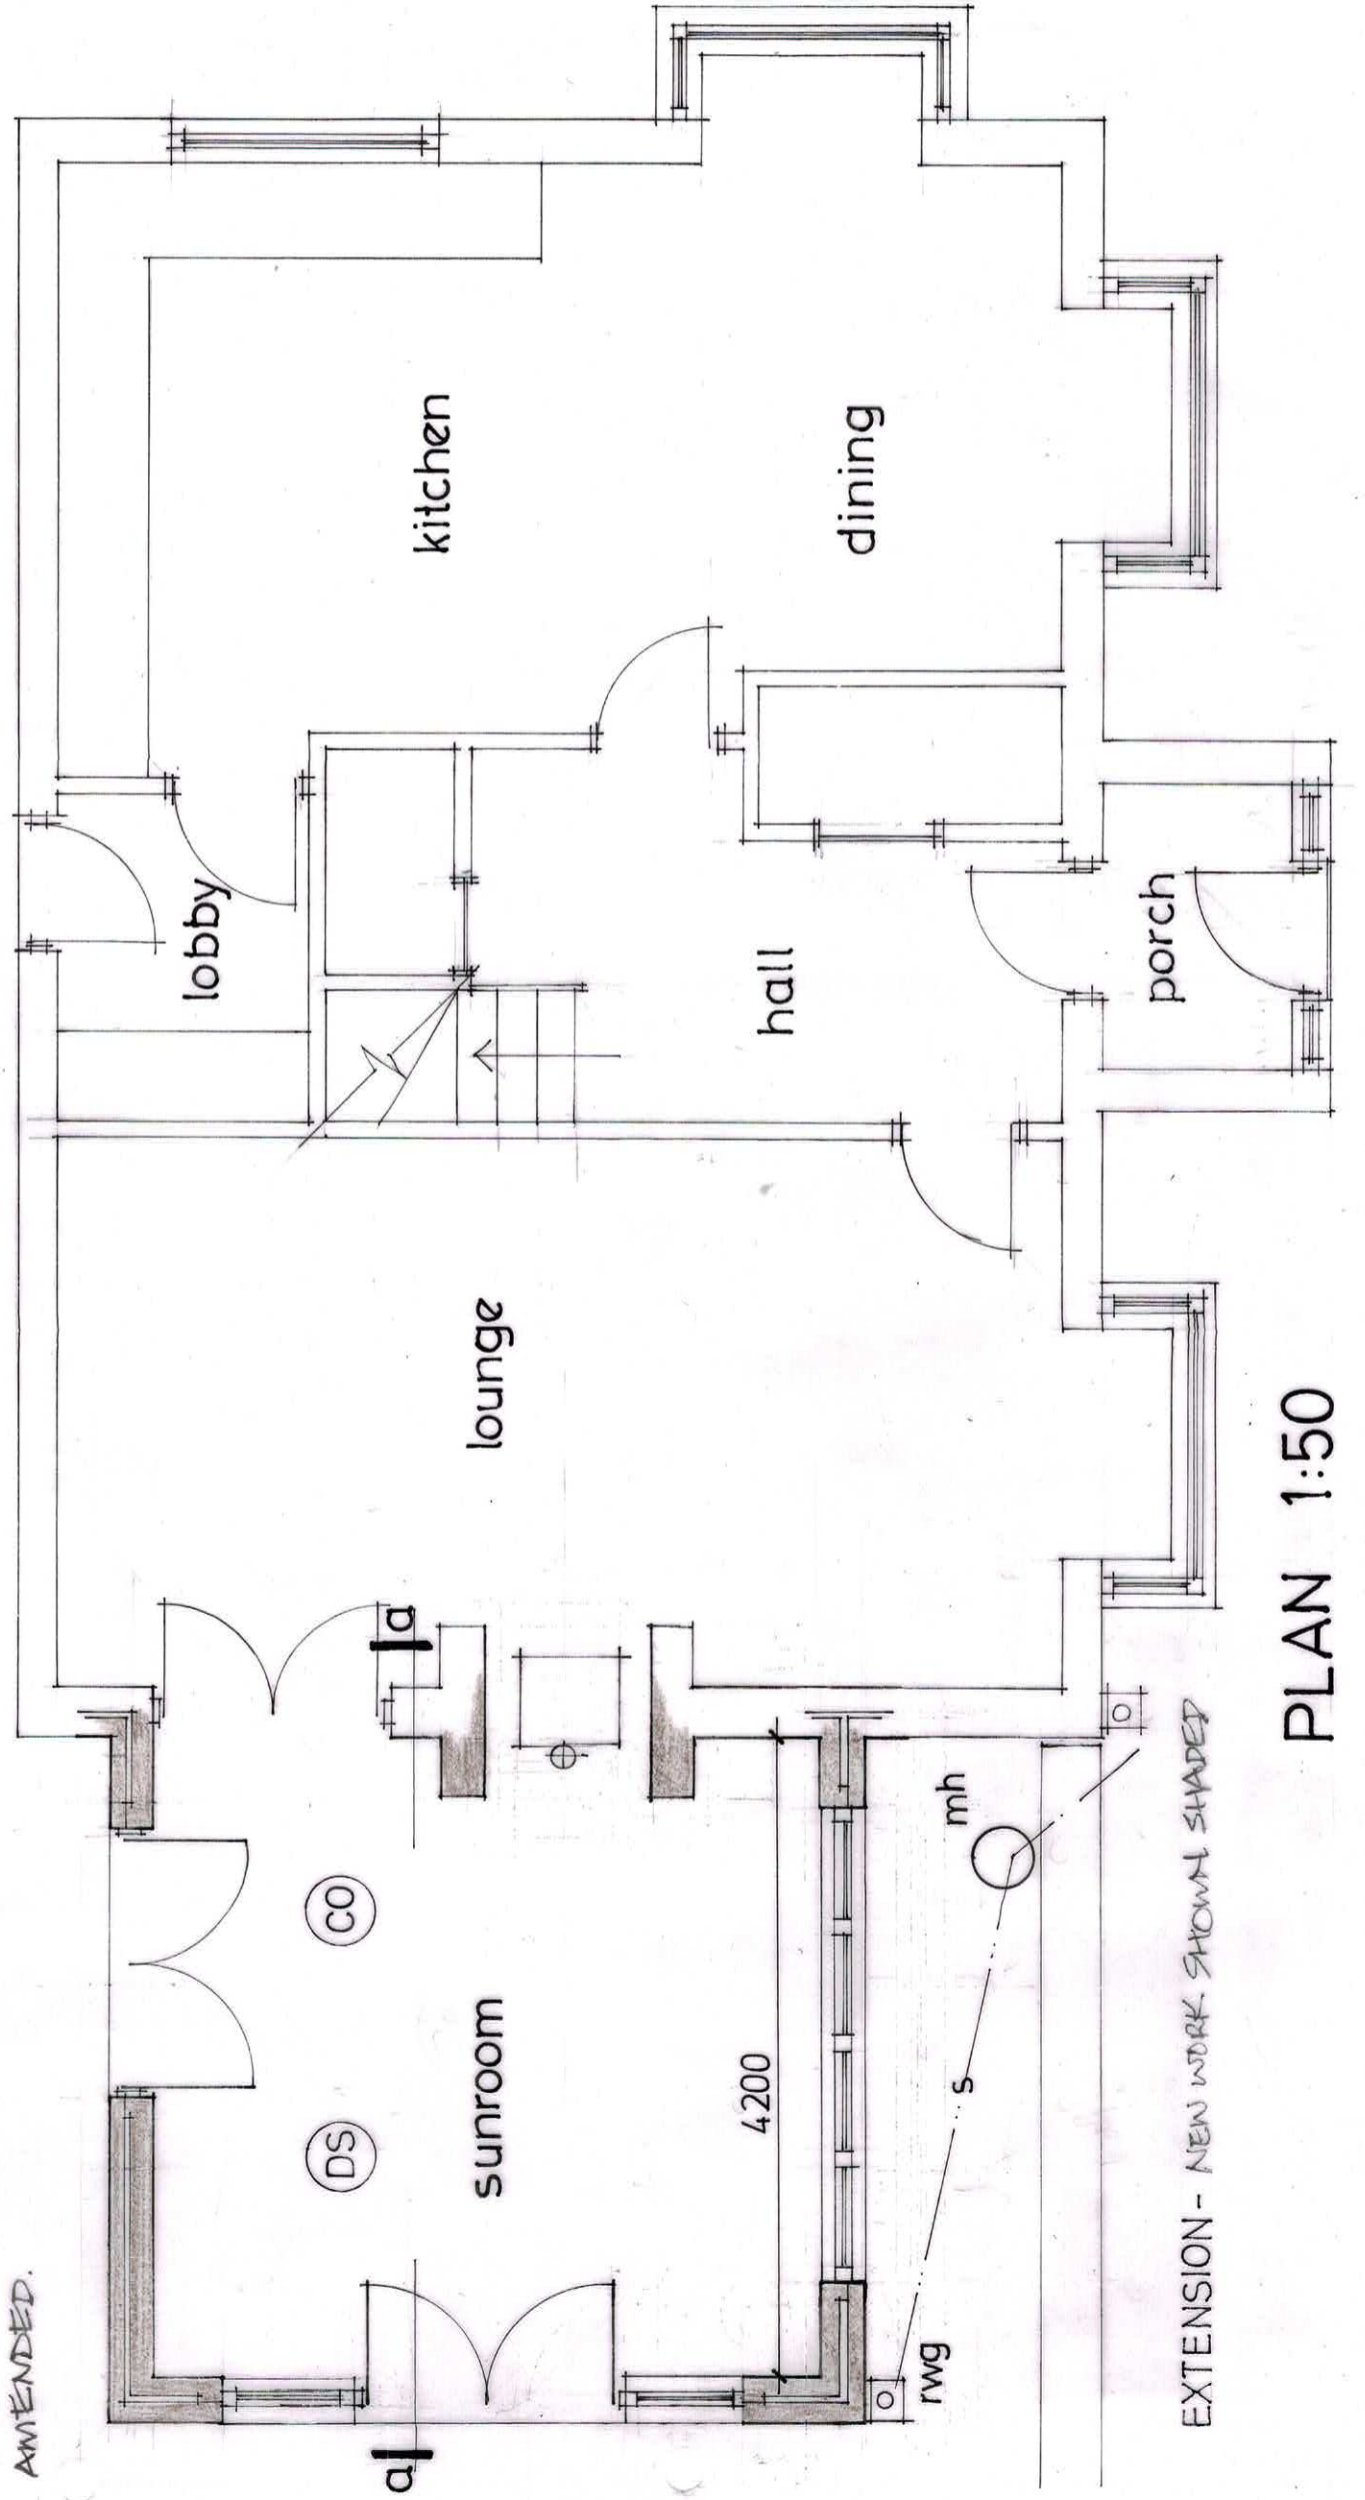 AMENDED.
kitchen
lobby
dining
hall
porch
lounge
a
CO
DS
sunroom
4200
mh
s
rwg
a
EXTENSION - NEW WORK SHOWN SHADED
PLAN 1:50